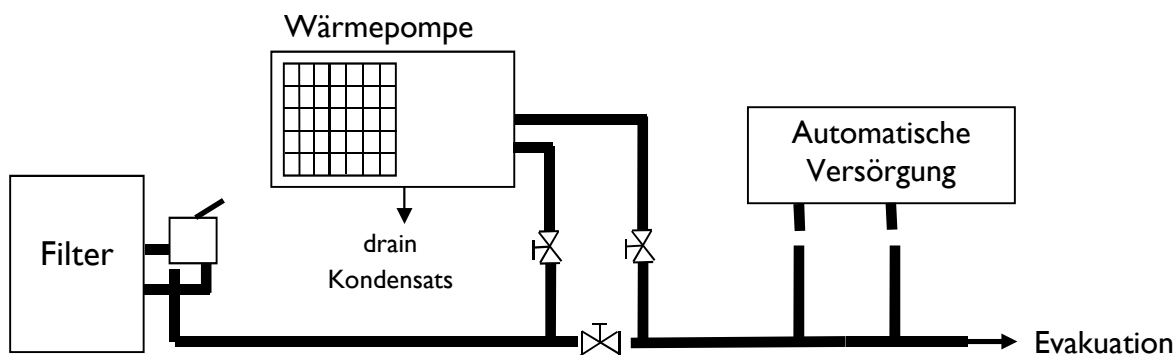 Wärmepompe
Automatische
Versörgung
Filter
drain
Kondensats
Evakuation